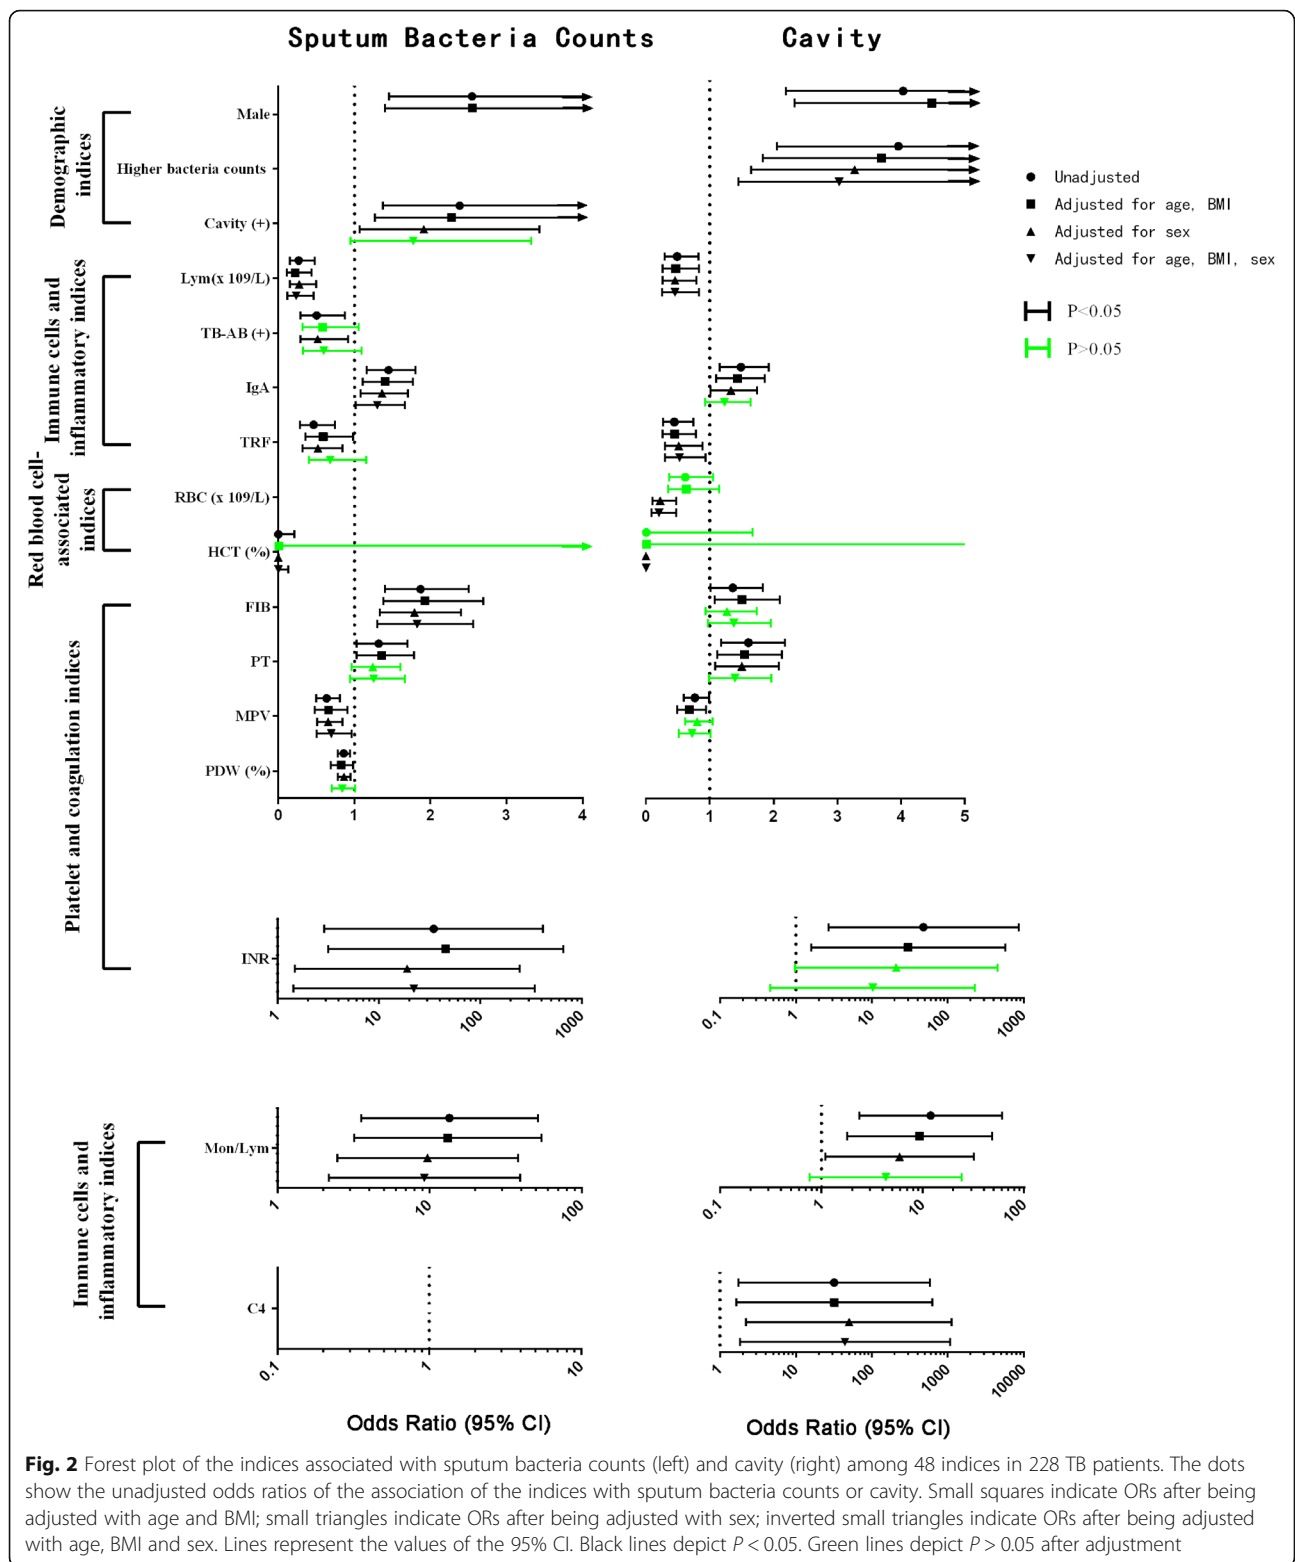 Sputum Bacteria Counts
Cavity
Demographic indices
Male
Higher bacteria counts
Cavity (+)
Immune cells and inflammatory indices
Lym(x 109/L)
TB-AB (+)
IgA
TRF
Red blood cell-associated indices
RBC (x 109/L)
HCT (%)
Platelet and coagulation indices
FIB
PT
MPV
PDW (%)
0 1 2 3 4
0 1 2 3 4 5
Unadjusted
Adjusted for age, BMI
Adjusted for sex
Adjusted for age, BMI, sex
P<0.05
P>0.05
INR
1 10 100 1000
0.1 1 10 100 1000
Immune cells and inflammatory indices
Mon/Lym
1 10 100
0.1 1 10 100
C4
0.1 1 10
1 10 100 1000 10000
Odds Ratio (95% CI)
Odds Ratio (95% CI)
Fig. 2 Forest plot of the indices associated with sputum bacteria counts (left) and cavity (right) among 48 indices in 228 TB patients. The dots
show the unadjusted odds ratios of the association of the indices with sputum bacteria counts or cavity. Small squares indicate ORs after being
adjusted with age and BMI; small triangles indicate ORs after being adjusted with sex; inverted small triangles indicate ORs after being adjusted
with age, BMI and sex. Lines represent the values of the 95% CI. Black lines depict P < 0.05. Green lines depict P > 0.05 after adjustment